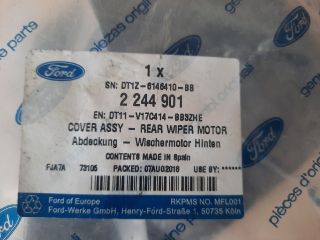 Ford
1 x
SN: DT1Z-6146410-BB
2 244 901
EN: DT11-V17C414-BB3ZHE
COVER ASSY - REAR WIPER MOTOR
Abdeckung - Wischermotor Hinten
CONTENTS MADE IN Spain
FJA7A 73105 PACKED: 07AUG2018 USE BY: ******
Ford of Europe RKPMS NO. MFL001
Ford-Werke GmbH, Henry-Ford-Straße 1, 50735 Köln
genuine parts
pièces d'origine
Ford